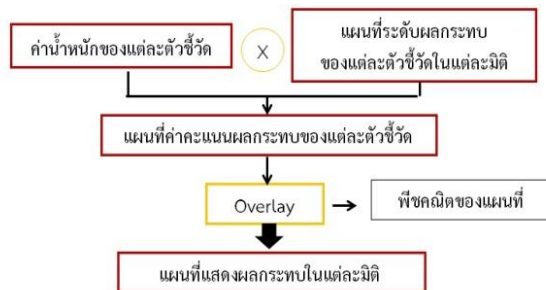 ค่าน้ำหนักของแต่ละตัวชี้วัด
X
แผนที่ระดับผลกระทบ
ของแต่ละตัวชี้วัดในแต่ละมิติ
แผนที่ค่าคะแนนผลกระทบของแต่ละตัวชี้วัด
Overlay
พีชคณิตของแผนที่
แผนที่แสดงผลกระทบในแต่ละมิติ